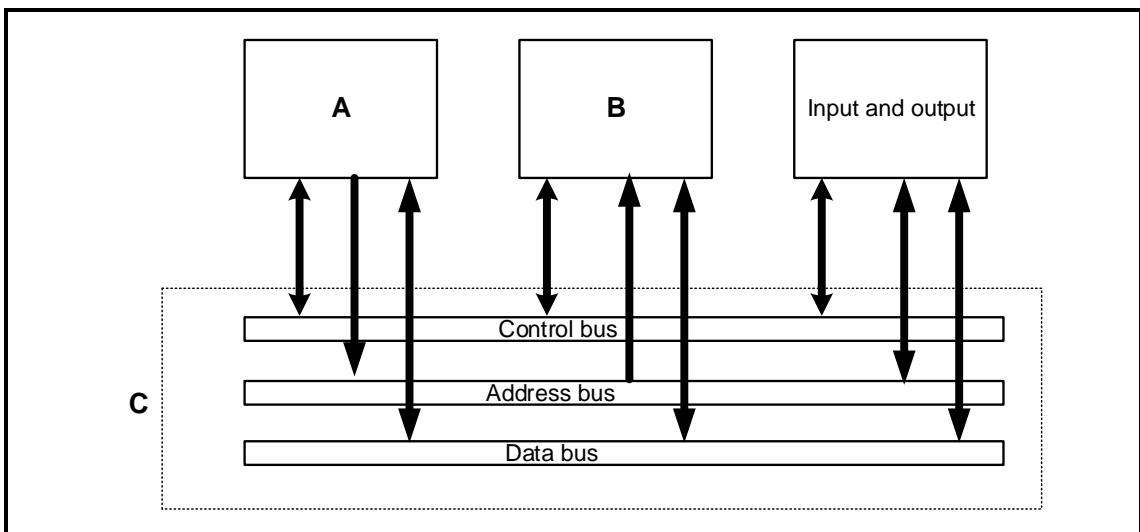 A
B
Input and output
Control bus
Address bus
C
Data bus